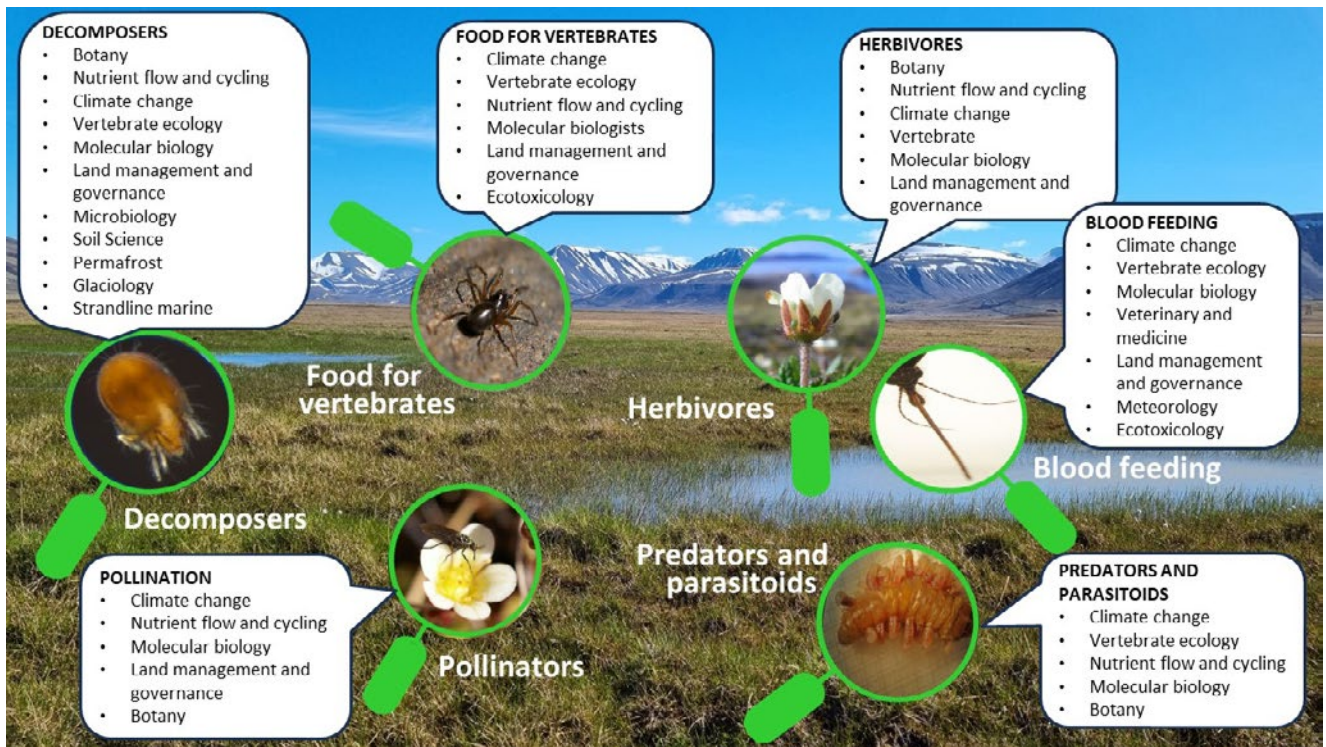 DECOMPOSERS
• Botany
• Nutrient flow and cycling
• Climate change
• Vertebrate ecology
• Molecular biology
• Land management and
governance
• Microbiology
• Soil Science
• Permafrost
• Glaciology
• Strandline marine
FOOD FOR VERTEBRATES
• Climate change
• Vertebrate ecology
• Nutrient flow and cycling
• Molecular biologists
• Land management and
governance
• Ecotoxicology
HERBIVORES
• Botany
• Nutrient flow and cycling
• Climate change
• Vertebrate
• Molecular biology
• Land management and
governance
BLOOD FEEDING
• Climate change
• Vertebrate ecology
• Molecular biology
• Veterinary and
medicine
• Land management
and governance
• Meteorology
• Ecotoxicology
Food for
vertebrates
Herbivores
Blood feeding
Decomposers
Pollinators
Predators and
parasitoids
POLLINATION
• Climate change
• Nutrient flow and cycling
• Molecular biology
• Land management and
governance
• Botany
PREDATORS AND
PARASITOIDS
• Climate change
• Vertebrate ecology
• Nutrient flow and cycling
• Molecular biology
• Botany